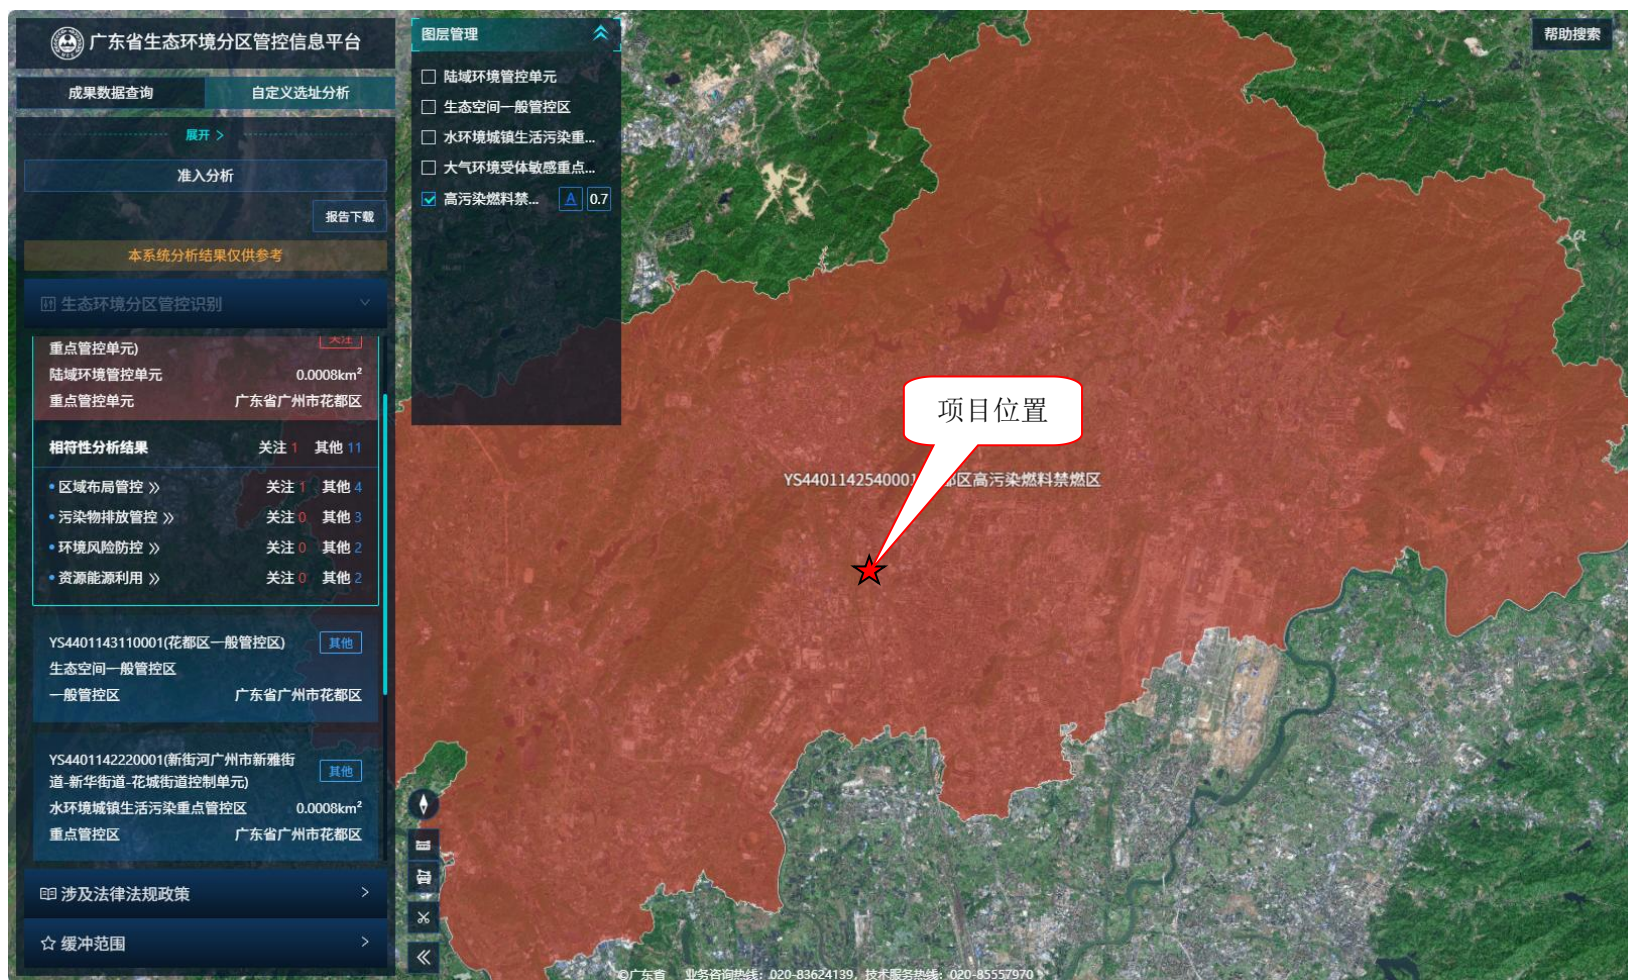 广东省生态环境分区管控信息平台
成果数据查询
自定义选址分析
展开 >
准入分析
报告下载
本系统分析结果仅供参考
生态环境分区管控识别
重点管控单元)
关注
陆域环境管控单元 0.0008km²
重点管控单元 广东省广州市花都区
相符性分析结果 关注 1 其他 11
区域布局管控 》 关注 1 其他 4
污染物排放管控 》 关注 0 其他 3
环境风险防控 》 关注 0 其他 2
资源能源利用 》 关注 0 其他 2
YS4401143110001(花都区一般管控区) 其他
生态空间一般管控区
一般管控区 广东省广州市花都区
YS4401142220001(新街河广州市新雅街
道-新华街道-花城街道控制单元) 其他
水环境城镇生活污染重点管控区 0.0008km²
重点管控区 广东省广州市花都区
涉及法律法规政策 >
缓冲范围 >
图层管理
陆域环境管控单元
生态空间一般管控区
水环境城镇生活污染重...
大气环境受体敏感重点...
高污染燃料禁... A 0.7
帮助搜索
项目位置
YS440114254000 区高污染燃料禁燃区
©广东省 业务咨询热线：020-83624139，技术服务热线：020-85557970